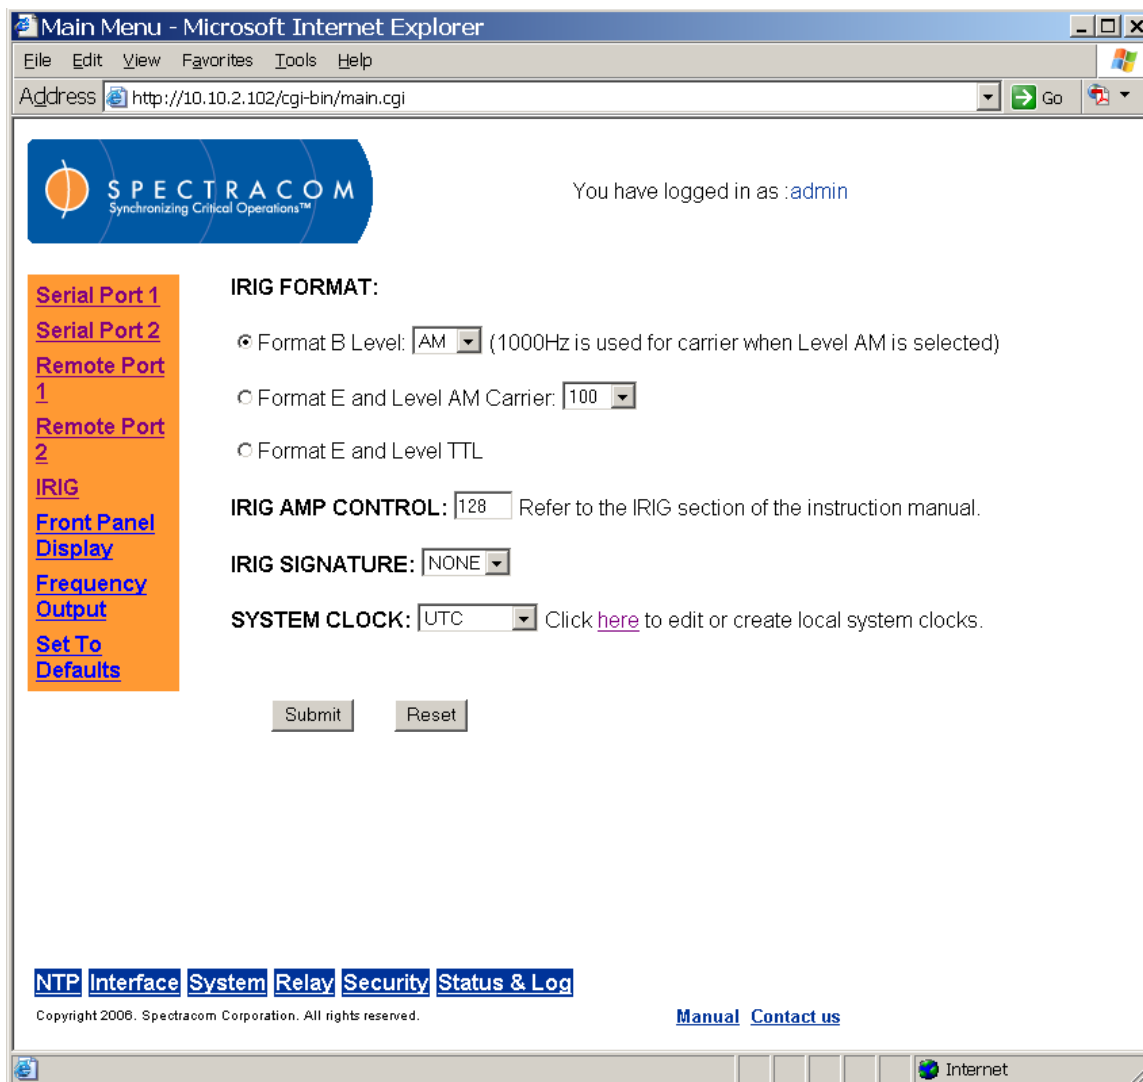 Main Menu - Microsoft Internet Explorer
File Edit View Favorites Tools Help
Address http://10.10.2.102/cgi-bin/main.cgi Go
SPECTRACOM
Synchronizing Critical Operations™
You have logged in as :admin
Serial Port 1
Serial Port 2
Remote Port
1
Remote Port
2
IRIG
Front Panel
Display
Frequency
Output
Set To
Defaults
IRIG FORMAT:
Format B Level: AM (1000Hz is used for carrier when Level AM is selected)
Format E and Level AM Carrier: 100
Format E and Level TTL
IRIG AMP CONTROL: 128 Refer to the IRIG section of the instruction manual.
IRIG SIGNATURE: NONE
SYSTEM CLOCK: UTC Click here to edit or create local system clocks.
Submit Reset
NTP Interface System Relay Security Status & Log
Copyright 2006. Spectracom Corporation. All rights reserved.
Manual Contact us
Internet